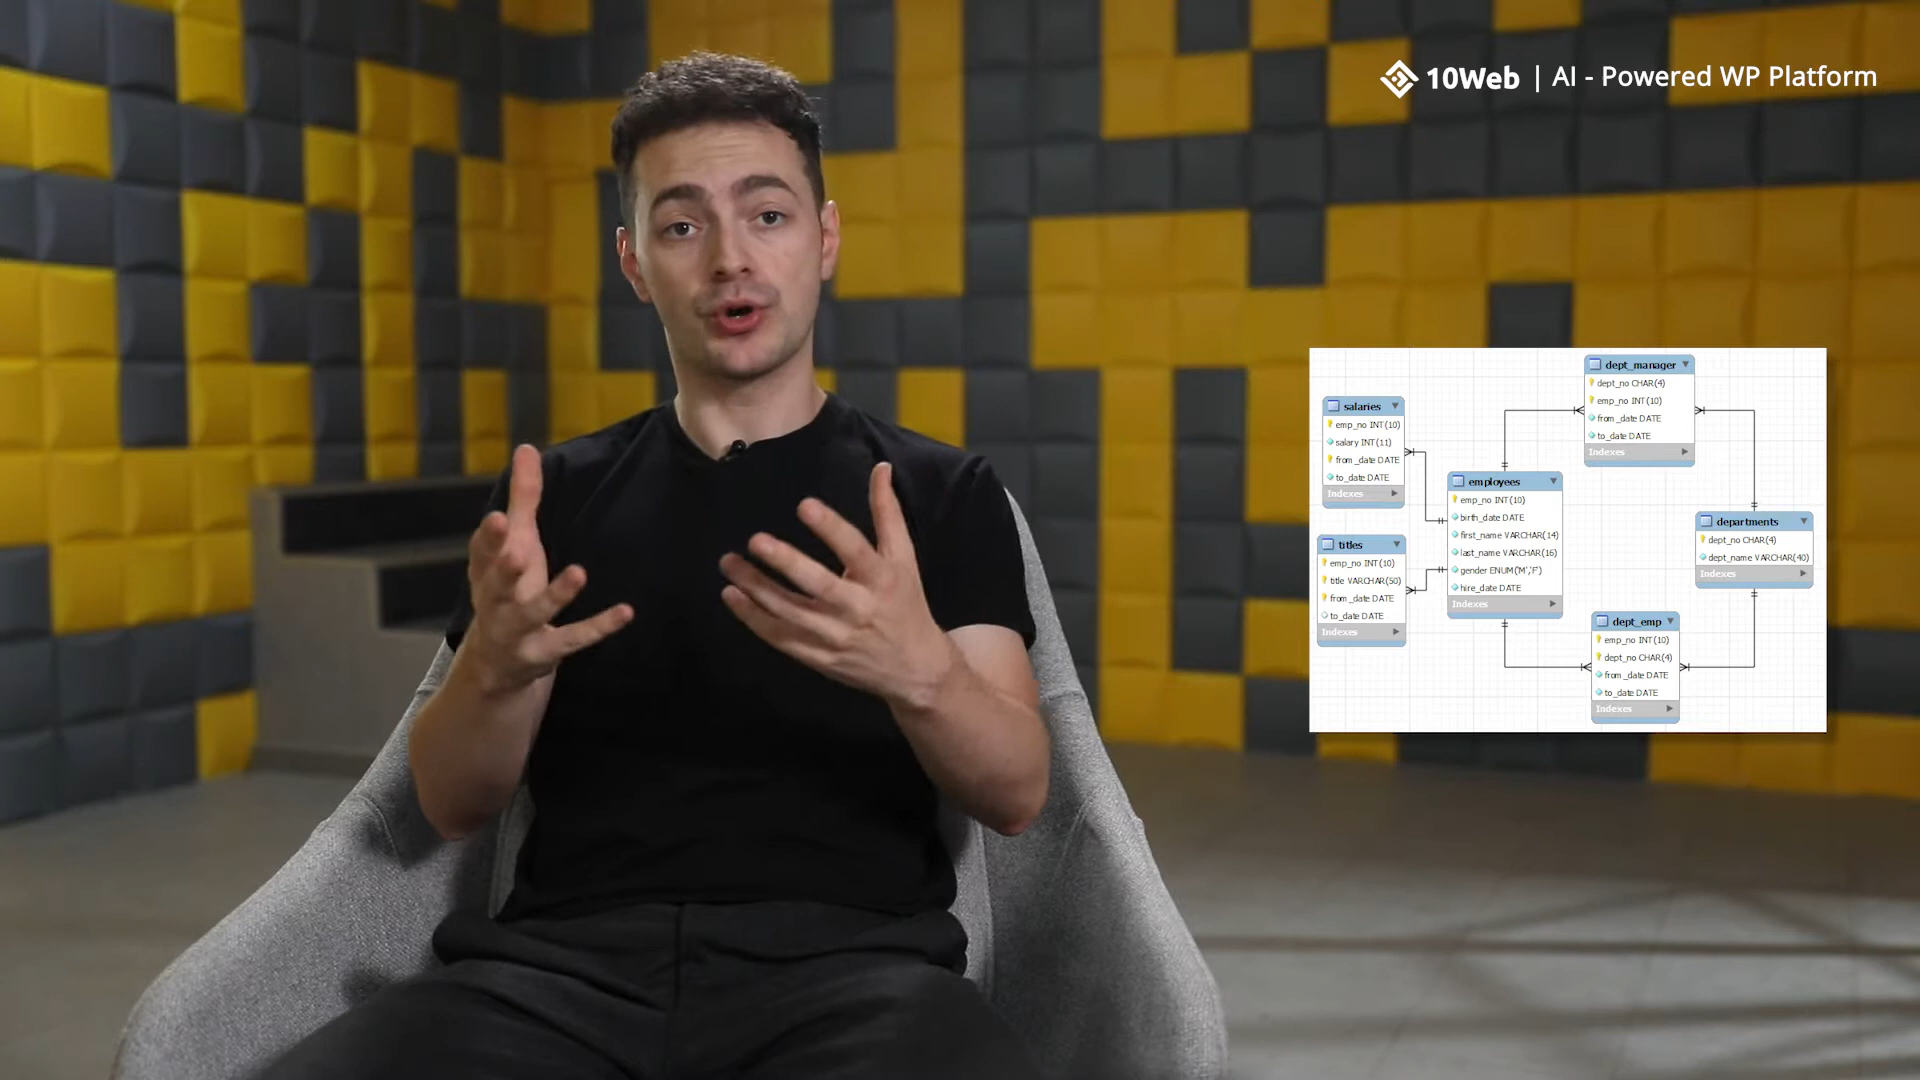 10Web | AI - Powered WP Platform
dept_manager
dept_no CHAR(4)
emp_no INT(10)
from_date DATE
to_date DATE
Indexes
salaries
emp_no INT(10)
salary INT(11)
from_date DATE
to_date DATE
Indexes
employees
emp_no INT(10)
birth_date DATE
first_name VARCHAR(14)
last_name VARCHAR(16)
gender ENUM('M','F')
hire_date DATE
Indexes
departments
dept_no CHAR(4)
dept_name VARCHAR(40)
Indexes
titles
emp_no INT(10)
title VARCHAR(50)
from_date DATE
to_date DATE
Indexes
dept_emp
emp_no INT(10)
dept_no CHAR(4)
from_date DATE
to_date DATE
Indexes